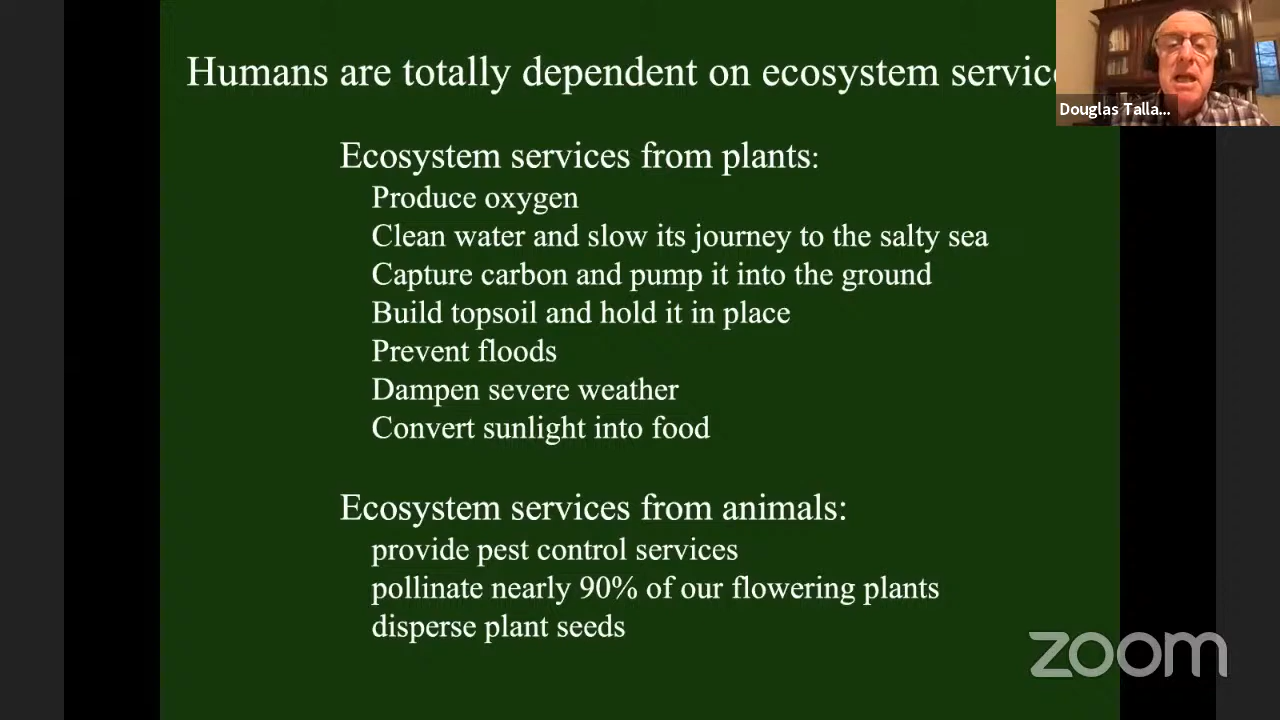 Humans are totally dependent on ecosystem servic
Douglas Talla...
Ecosystem services from plants:
Produce oxygen
Clean water and slow its journey to the salty sea
Capture carbon and pump it into the ground
Build topsoil and hold it in place
Prevent floods
Dampen severe weather
Convert sunlight into food
Ecosystem services from animals:
provide pest control services
pollinate nearly 90% of our flowering plants
disperse plant seeds
zoom